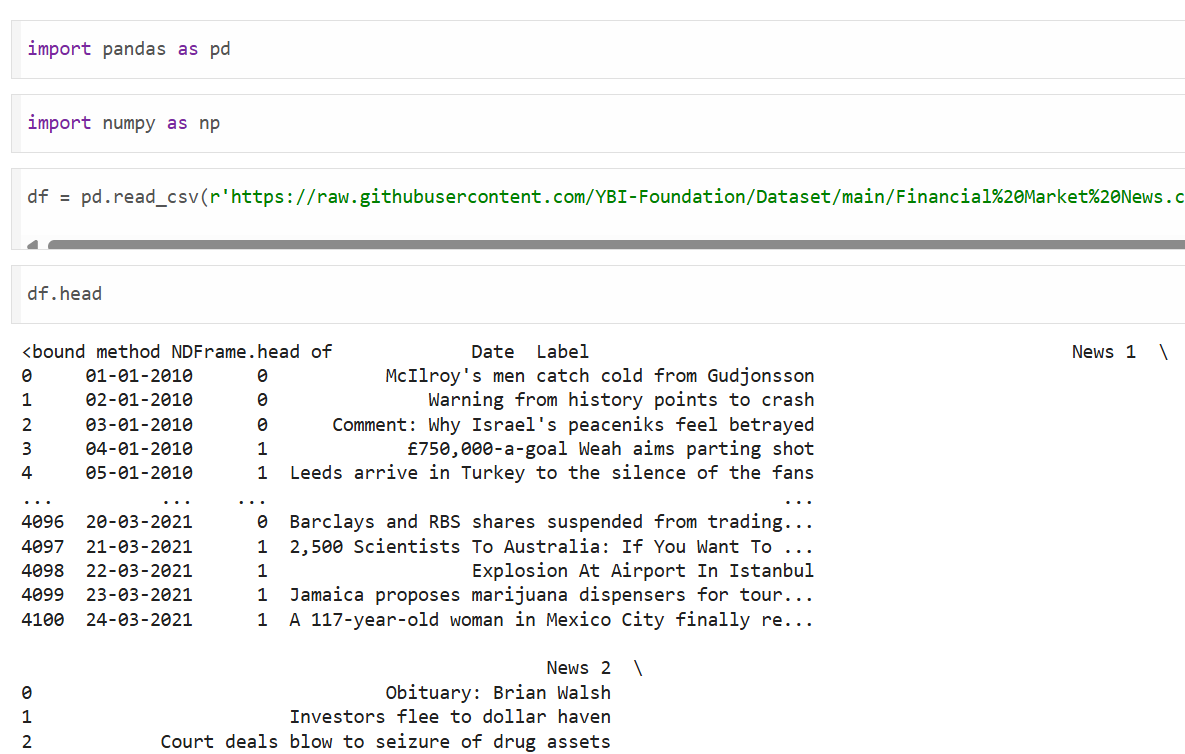 import pandas as pd
import numpy as np
df = pd.read_csv(r'https://raw.githubusercontent.com/YBI-Foundation/Dataset/main/Financial%20Market%20News.c
df.head
<bound method NDFrame.head of             Date  Label                                             News 1  \
0     01-01-2010      0           McIlroy's men catch cold from Gudjonsson
1     02-01-2010      0               Warning from history points to crash
2     03-01-2010      0      Comment: Why Israel's peaceniks feel betrayed
3     04-01-2010      1             £750,000-a-goal Weah aims parting shot
4     05-01-2010      1  Leeds arrive in Turkey to the silence of the fans
...          ...    ...                                                ...
4096  20-03-2021      0  Barclays and RBS shares suspended from trading...
4097  21-03-2021      1  2,500 Scientists To Australia: If You Want To ...
4098  22-03-2021      1                   Explosion At Airport In Istanbul
4099  23-03-2021      1  Jamaica proposes marijuana dispensers for tour...
4100  24-03-2021      1  A 117-year-old woman in Mexico City finally re...
News 2  \
0                                 Obituary: Brian Walsh
1                        Investors flee to dollar haven
2            Court deals blow to seizure of drug assets